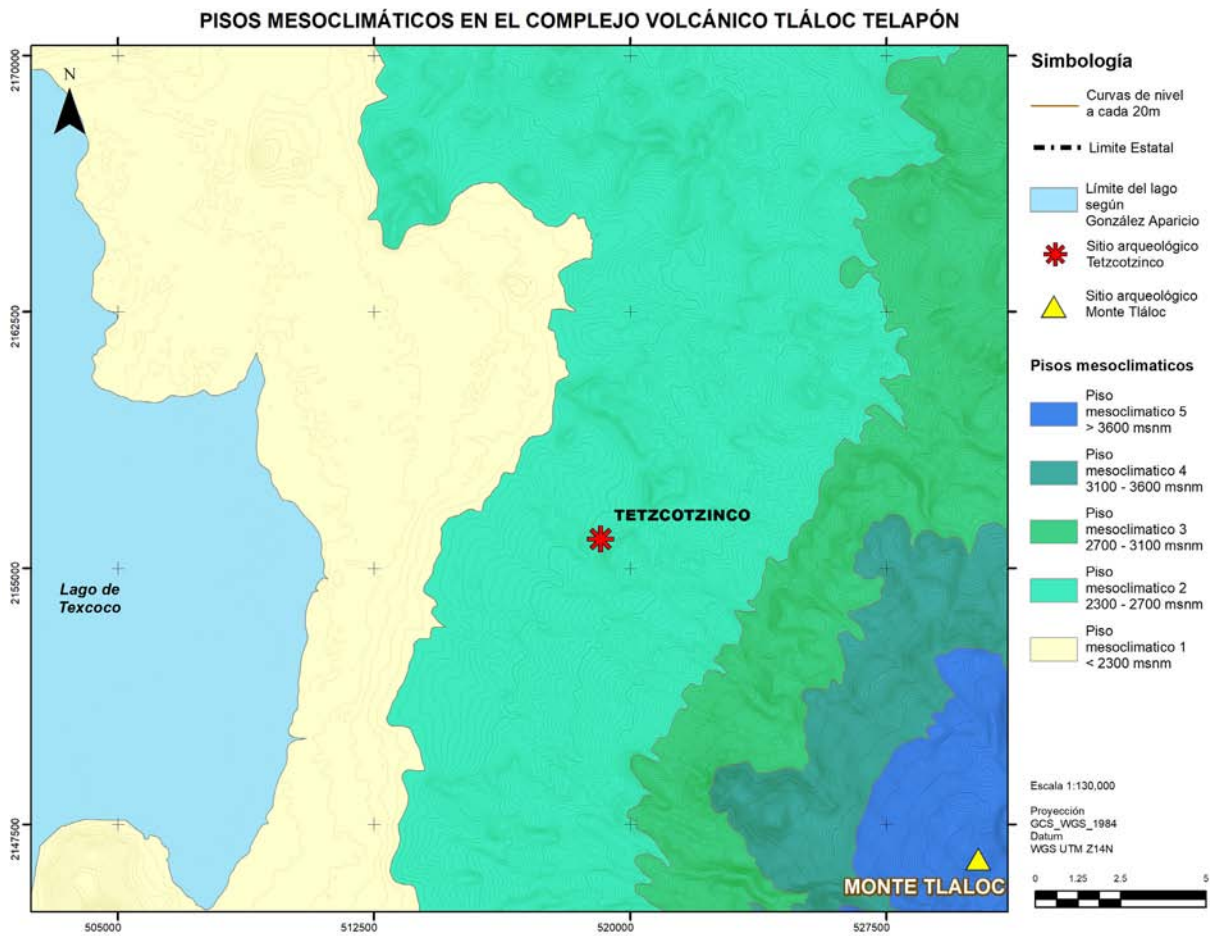 PISOS MESOCLIMÁTICOS EN EL COMPLEJO VOLCÁNICO TLÁLOC TELAPÓN
N
2170000
2162500
2155000
2147500
505000
512500
520000
527500
Lago de
Texcoco
TETZCOTZINCO
MONTE TLALOC
Simbología
Curvas de nivel
a cada 20m
Limite Estatal
Límite del lago
según
González Aparicio
Sitio arqueológico
Tetzcotzinco
Sitio arqueológico
Monte Tláloc
Pisos mesoclimaticos
Piso
mesoclimatico 5
> 3600 msnm
Piso
mesoclimatico 4
3100 - 3600 msnm
Piso
mesoclimatico 3
2700 - 3100 msnm
Piso
mesoclimatico 2
2300 - 2700 msnm
Piso
mesoclimatico 1
< 2300 msnm
Escala 1:130,000
Proyección
GCS_WGS_1984
Datum
WGS UTM Z14N
0 1.25 2.5 5